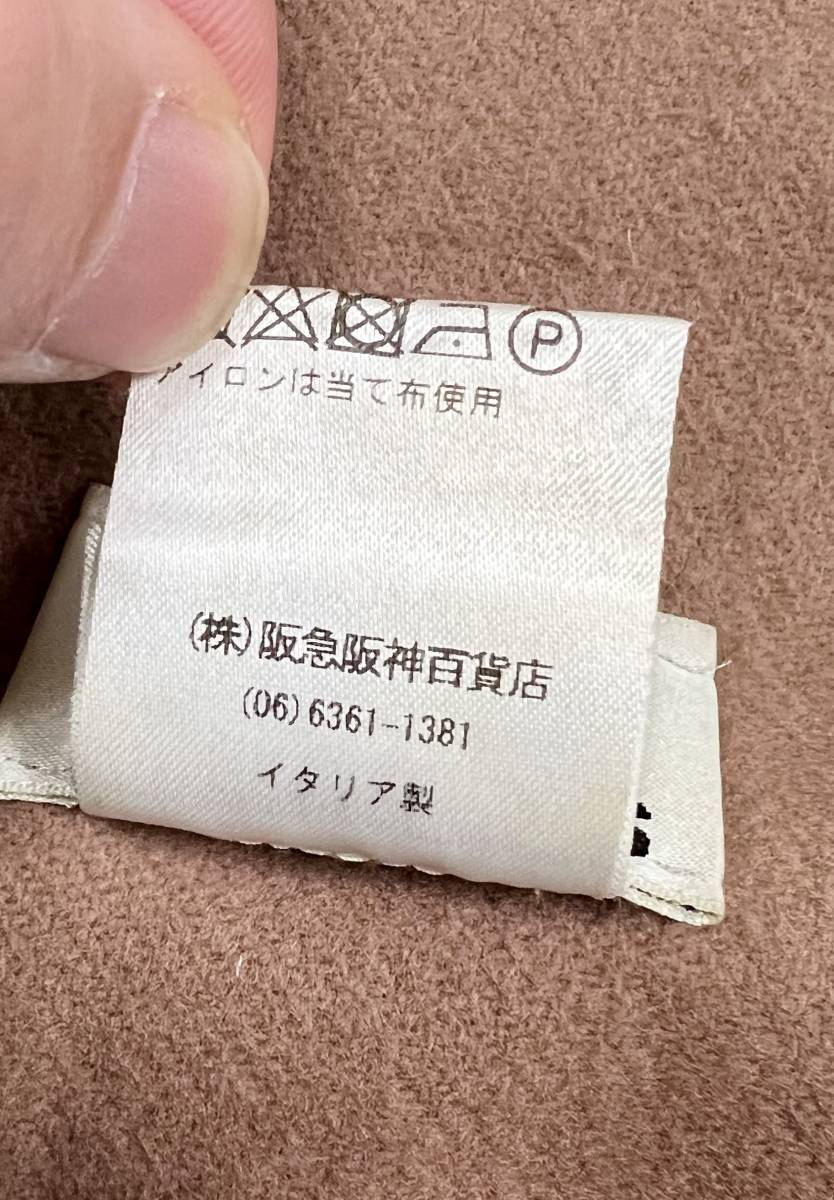 P
アイロンは当て布使用
(株)阪急阪神百貨店
(06)6361-1381
イタリア製